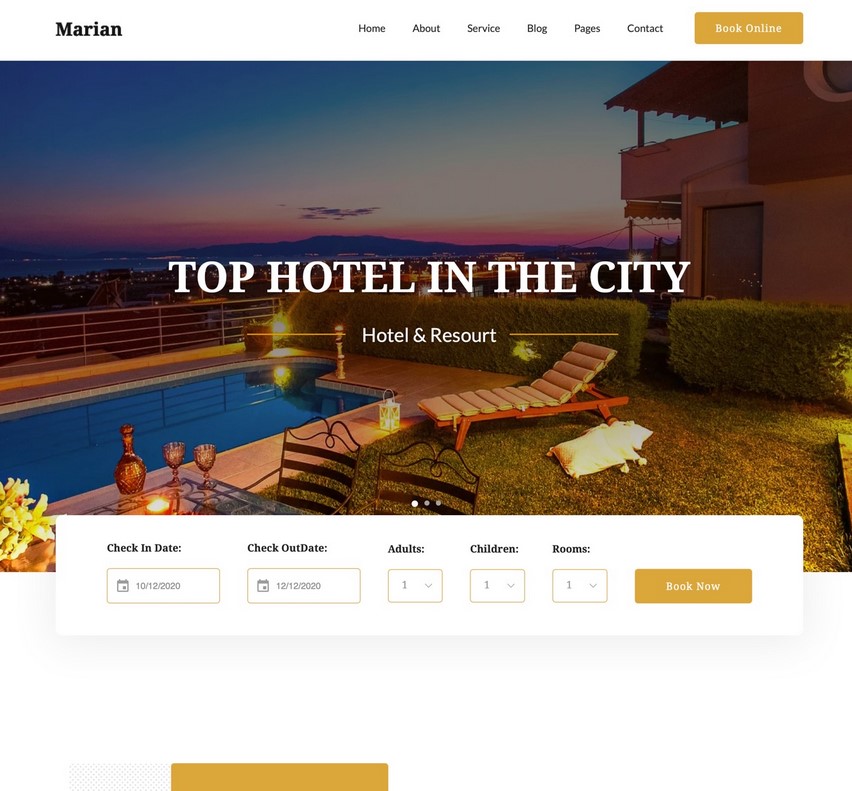 Marian
Home About Service Blog Pages Contact Book Online
TOP HOTEL IN THE CITY
Hotel & Resourt
Check In Date: Check OutDate: Adults: Children: Rooms:
10/12/2020 12/12/2020 1 1 1 Book Now